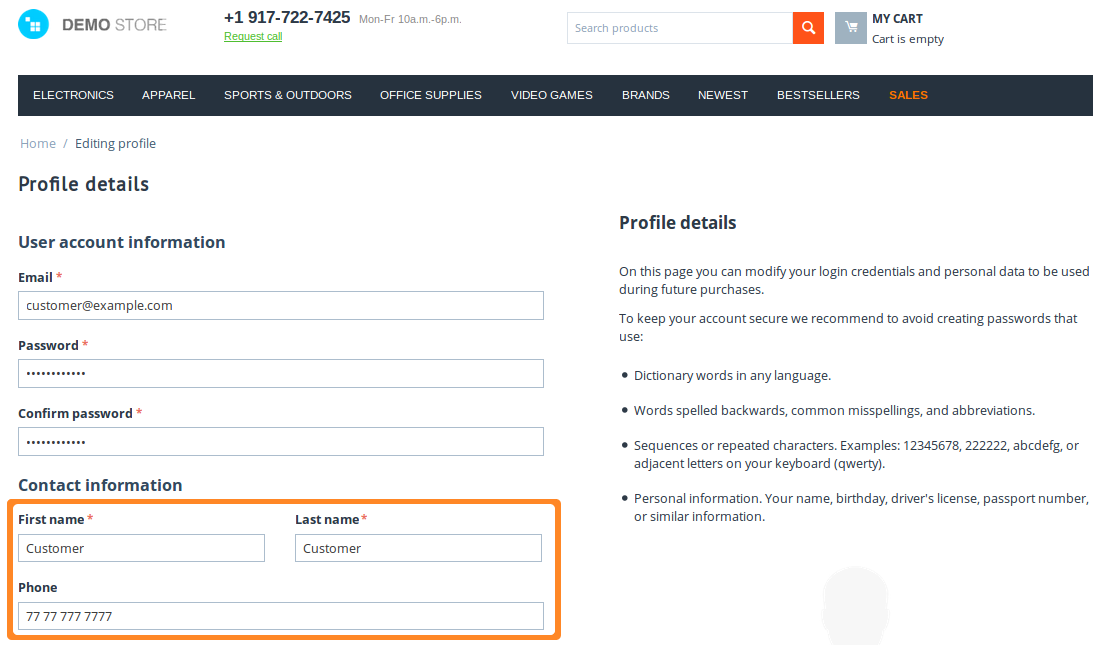 DEMO STORE
+1 917-722-7425 Mon-Fr 10a.m.-6p.m.
Request call
Search products
MY CART
Cart is empty
ELECTRONICS APPAREL SPORTS & OUTDOORS OFFICE SUPPLIES VIDEO GAMES BRANDS NEWEST BESTSELLERS SALES
Home / Editing profile
Profile details
User account information
Email *
customer@example.com
Password *
••••••••••••
Confirm password *
••••••••••••
Contact information
First name *
Customer
Last name *
Customer
Phone
77 77 777 7777
Profile details
On this page you can modify your login credentials and personal data to be used
during future purchases.
To keep your account secure we recommend to avoid creating passwords that
use:
• Dictionary words in any language.
• Words spelled backwards, common misspellings, and abbreviations.
• Sequences or repeated characters. Examples: 12345678, 222222, abcdefg, or
adjacent letters on your keyboard (qwerty).
• Personal information. Your name, birthday, driver's license, passport number,
or similar information.